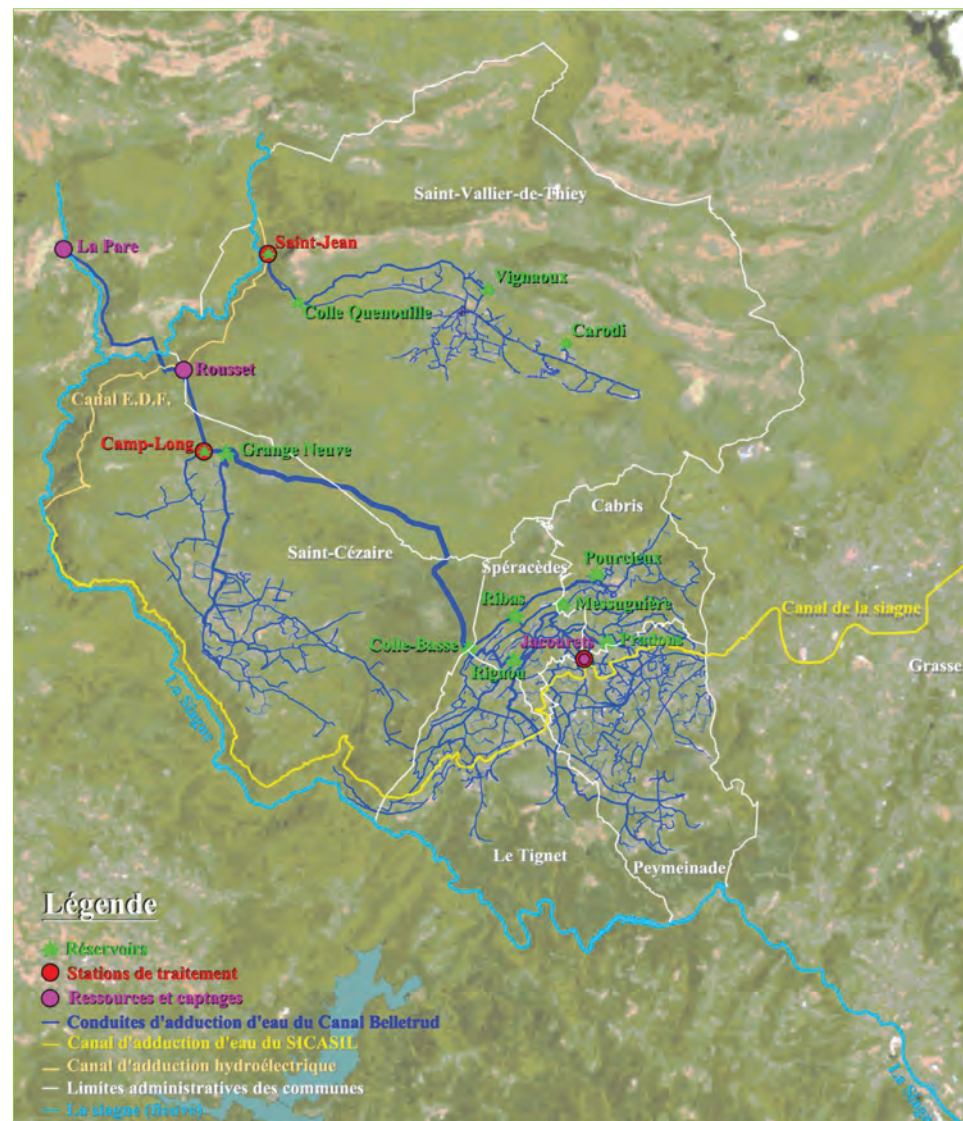 Saint-Vallier-de-Thiey
La Pare
Saint-Jean
Vignaoux
Colle Quenouille
Carodi
Rousset
Canal E.D.F.
Camp-Long
Grange Neuve
Cabris
Saint-Cézaire
Spéracèdes
Pourcieux
Ribas
Messuguière
Canal de la siagne
Colle-Basse
Jacourets
Pradons
Grasse
Rigaou
La Siagne
Le Tignet
Peymeinade
Légende
Réservoirs
Stations de traitement
Ressources et captages
Conduites d'adduction d'eau du Canal Belletrud
Canal d'adduction d'eau du SICASIL
Canal d'adduction hydroélectrique
Limites administratives des communes
La siagne (fleuve)
La Siagne